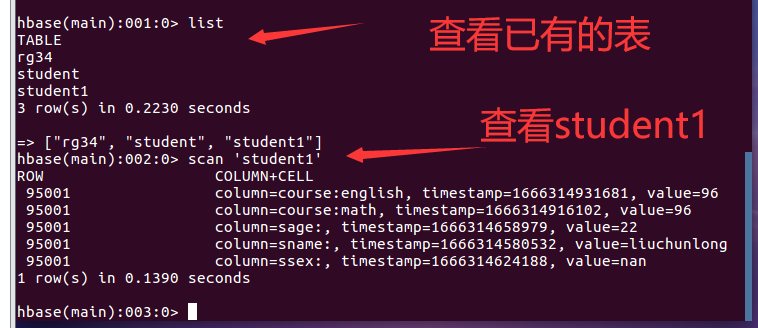 hbase(main):001:0> list
查看已有的表
TABLE
rg34
student
student1
3 row(s) in 0.2230 seconds
查看student1
=> ["rg34", "student", "student1"]
hbase(main):002:0> scan 'student1'
ROW COLUMN+CELL
95001 column=course:english, timestamp=1666314931681, value=96
95001 column=course:math, timestamp=1666314916102, value=96
95001 column=sage:, timestamp=1666314658979, value=22
95001 column=sname:, timestamp=1666314580532, value=liuchunlong
95001 column=ssex:, timestamp=1666314624188, value=nan
1 row(s) in 0.1390 seconds
hbase(main):003:0>